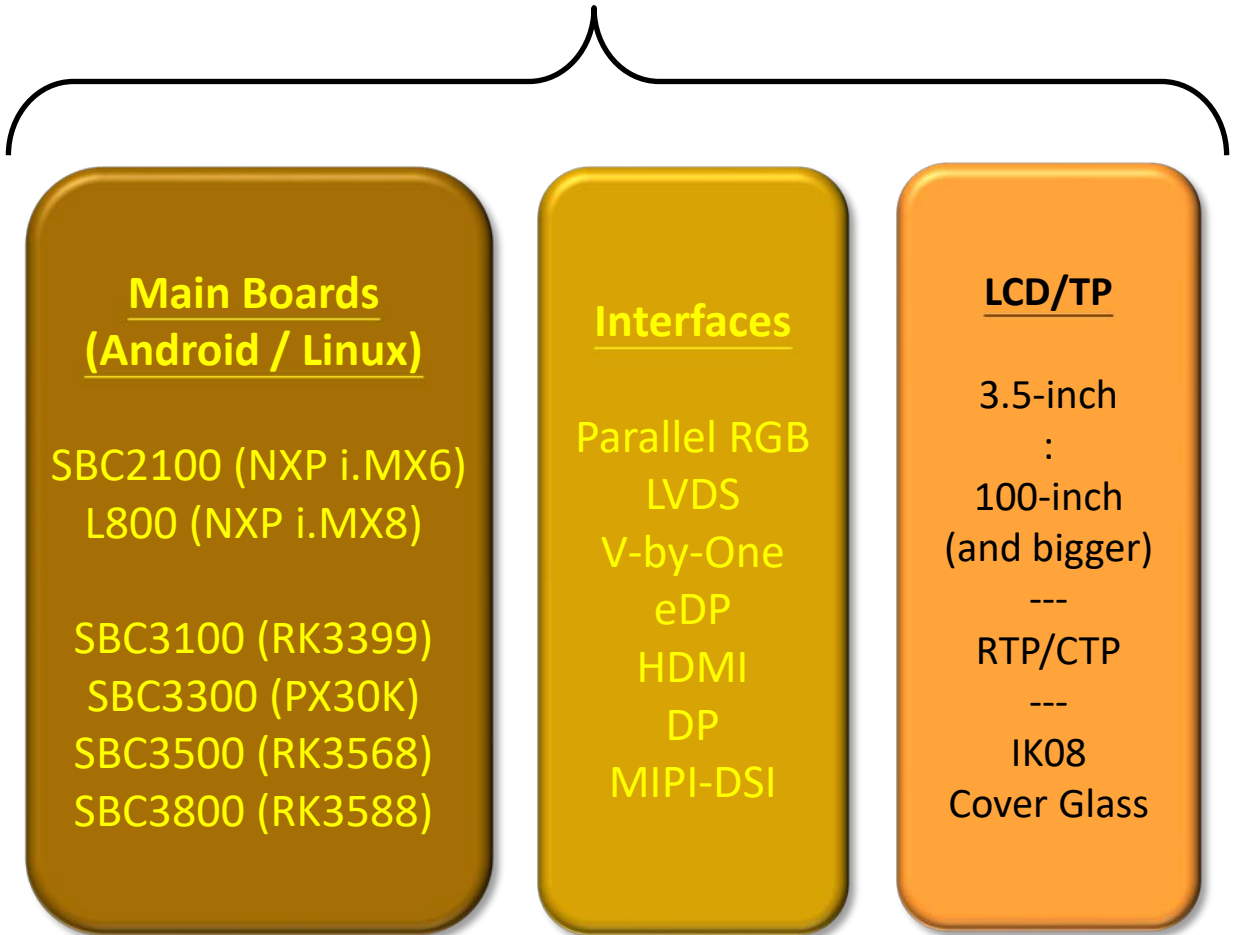 Main Boards
(Android / Linux)
SBC2100 (NXP i.MX6)
L800 (NXP i.MX8)
SBC3100 (RK3399)
SBC3300 (PX30K)
SBC3500 (RK3568)
SBC3800 (RK3588)
Interfaces
Parallel RGB
LVDS
V-by-One
eDP
HDMI
DP
MIPI-DSI
LCD/TP
3.5-inch
:
100-inch
(and bigger)
---
RTP/CTP
---
IK08
Cover Glass